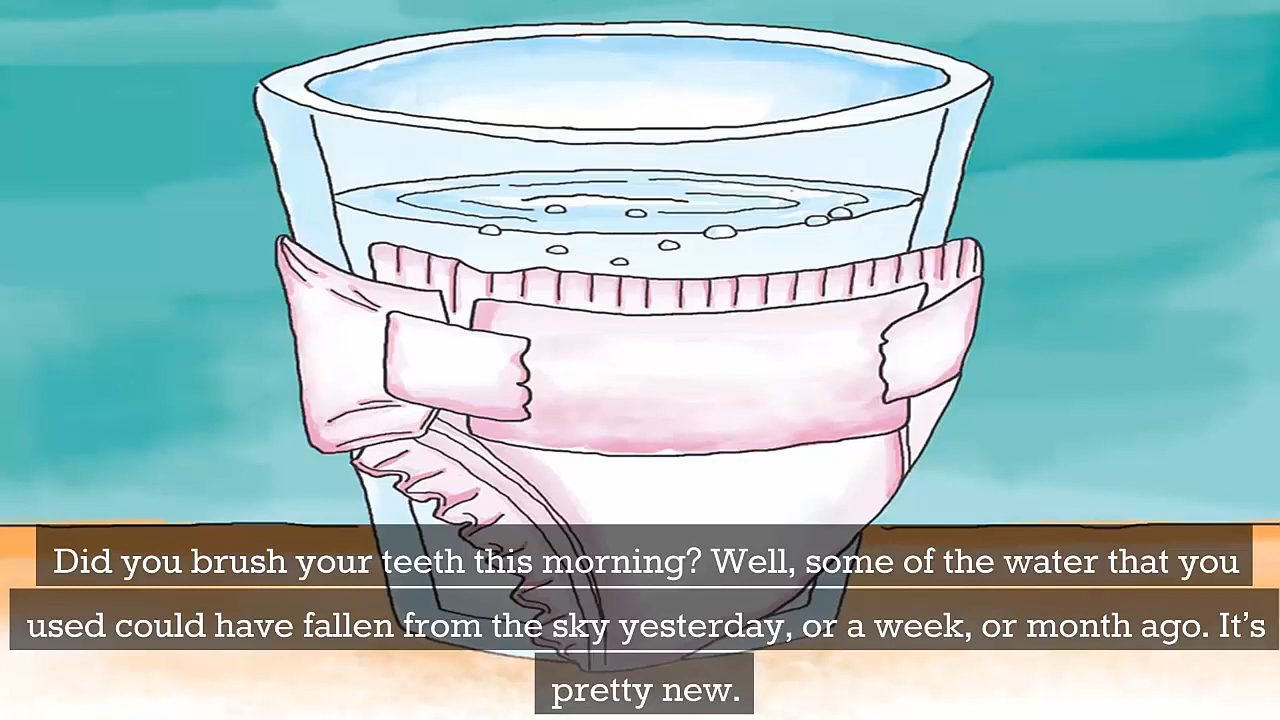 Did you brush your teeth this morning? Well, some of the water that you
used could have fallen from the sky yesterday, or a week, or month ago. It’s
pretty new.